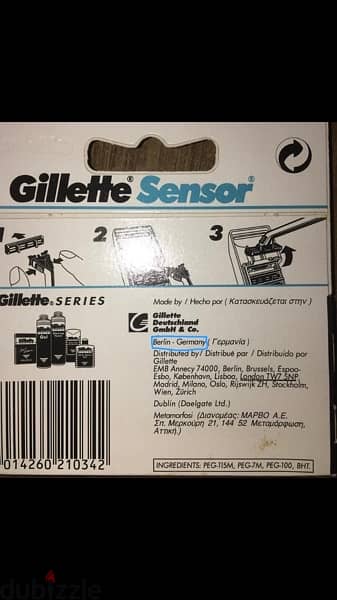 Gillette® Sensor®
1 2 3
Gillette® SERIES
Made by / Hecho por ( Κατασκευάζεται στην )
Gillette
Deutschland
GmbH & Co.
Berlin - Germany ( Γερμανία )
Distributed by / Distribué par / Distribuido por
Gillette
EMB Annecy 74000, Berlin, Brussels, Espoo-
Esbo, København, Lisboa, London TW7 5NP,
Madrid, Milano, Oslo, Rijswijk ZH, Stockholm,
Wien, Zürich
Dublin (Daelgate Ltd.)
Metamorfosi (Διανομέας: ΜΑΡΒΟ Α.Ε.
Σπ. Μερκούρη 21, 144 52 Μεταμόρφωση,
Αττική.)
014260 210342
INGREDIENTS: PEG-115M, PEG-7M, PEG-100, BHT.
dubizzle